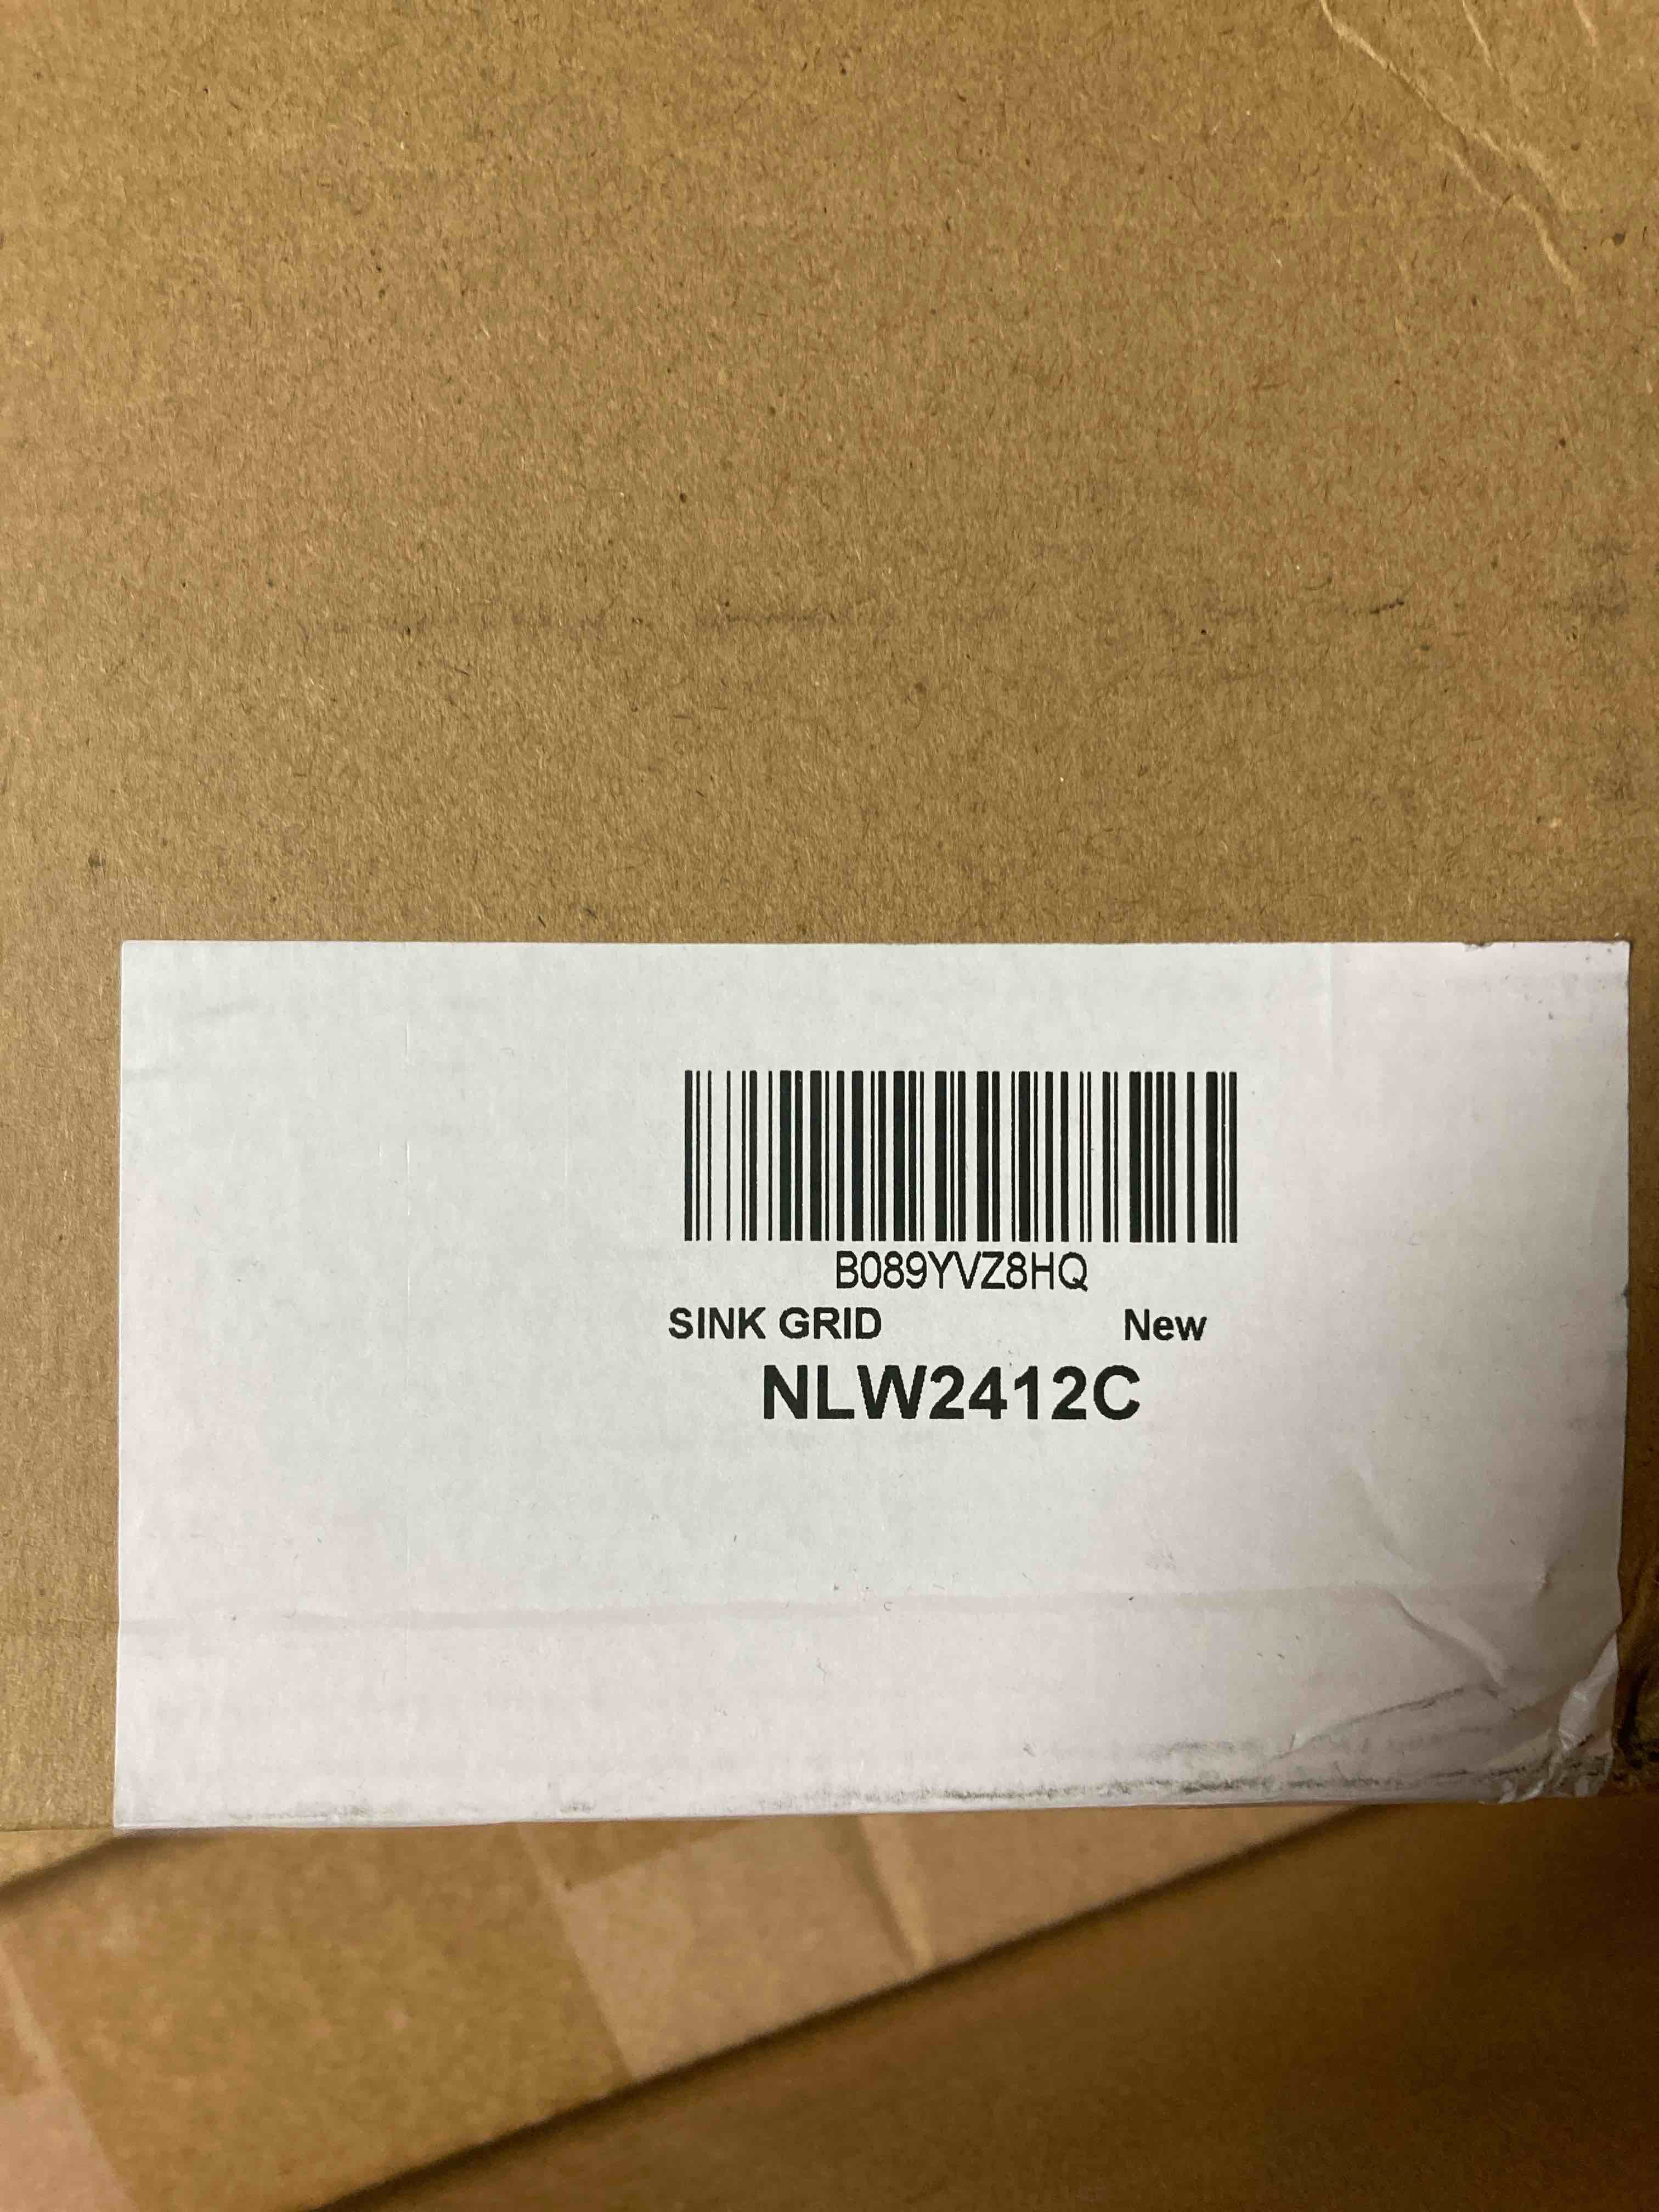 B089YVZ8HQ
SINK GRID New
NLW2412C